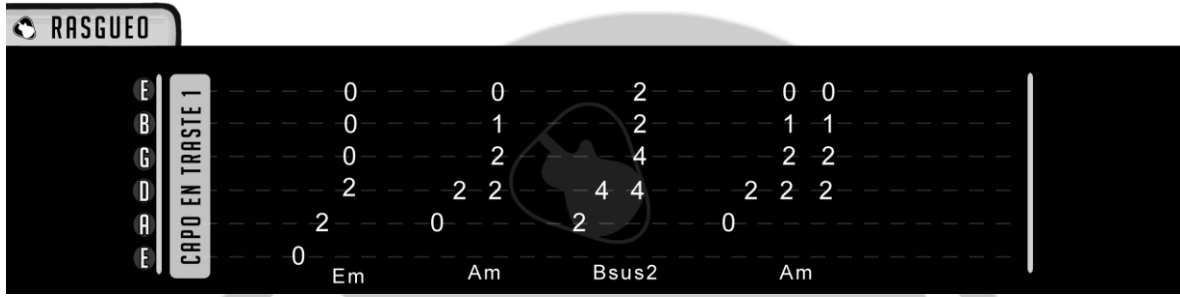 RASGUEO
CAPO EN TRASTE 1
E 0 0 2 0 0
B 0 1 2 1 1
G 0 2 4 2 2
D 2 2 2 4 4 2 2 2
A 2 0 2 0
E 0
Em Am Bsus2 Am